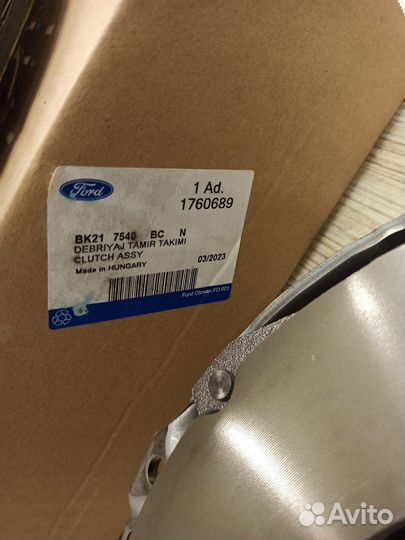 Ford
1 Ad.
1760689
BK21 7540 BC N
DEBRIYAJ TAMIR TAKIMI
CLUTCH ASSY
Made in HUNGARY
03/2023
Ford Otosan FO 001
Avito